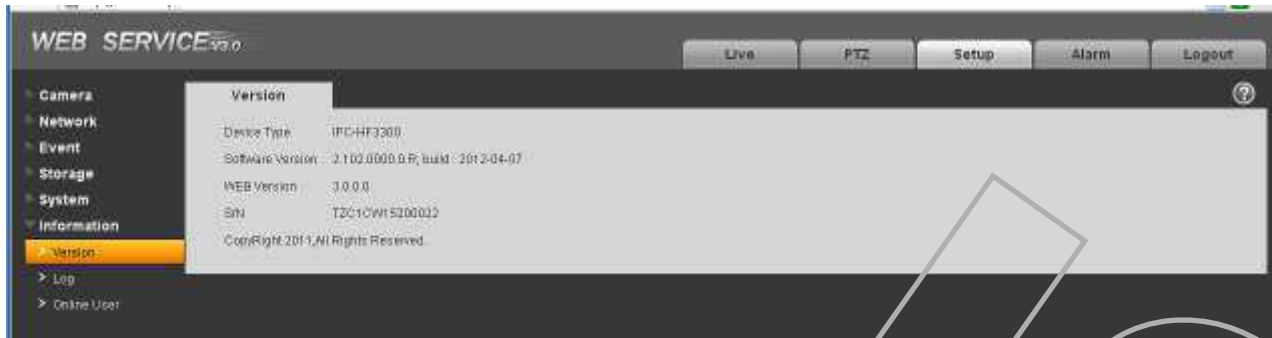 WEB SERVICE V3.0
Live PTZ Setup Alarm Logout
Camera
Network
Event
Storage
System
Information
Version
Log
Online User
Version
Device Type IPC-HF3300
Software Version 2.102.0000.0.R, build : 2012-04-07
WEB Version 3.0.0.0
S/N TZC1CW15200022
CopyRight 2011,All Rights Reserved.